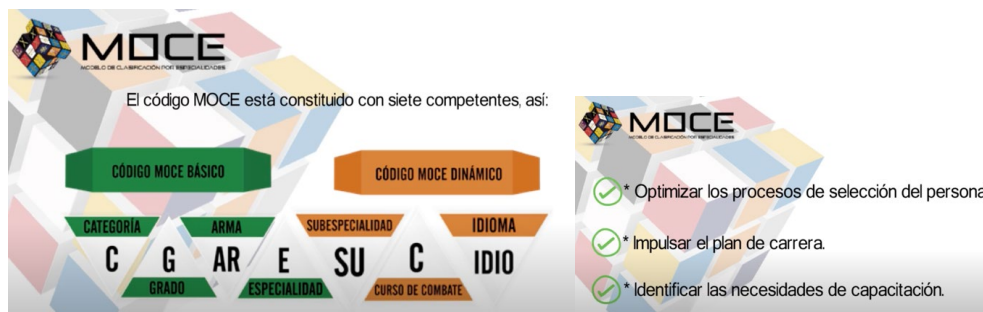 MOCE
MODELO DE CLASIFICACIÓN POR ESPECIALIDADES
El código MOCE está constituido con siete competentes, así:
CÓDIGO MOCE BÁSICO
CÓDIGO MOCE DINÁMICO
CATEGORÍA ARMA SUBESPECIALIDAD IDIOMA
C G AR E SU C IDIO
GRADO ESPECIALIDAD CURSO DE COMBATE
MOCE
MODELO DE CLASIFICACIÓN POR ESPECIALIDADES
* Optimizar los procesos de selección del persona
* Impulsar el plan de carrera.
* Identificar las necesidades de capacitación.